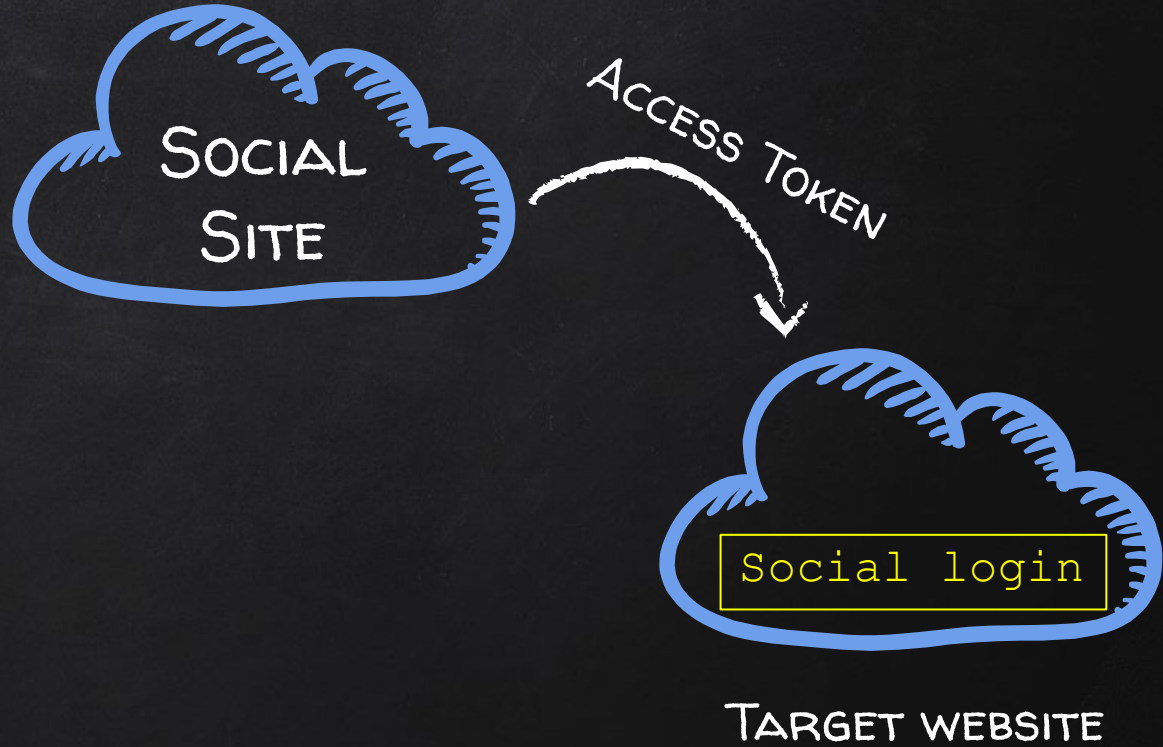 Social
Site
Access Token
Social login
Target website